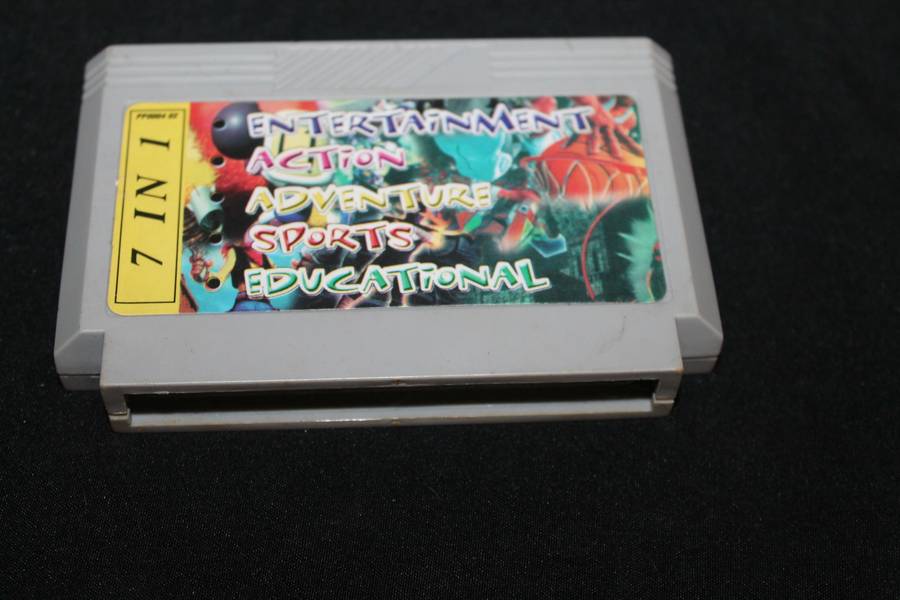 7 IN 1
ENTERTAiNMENT
ACTiON
ADVENTURE
SPORTS
EDUCATiONAL